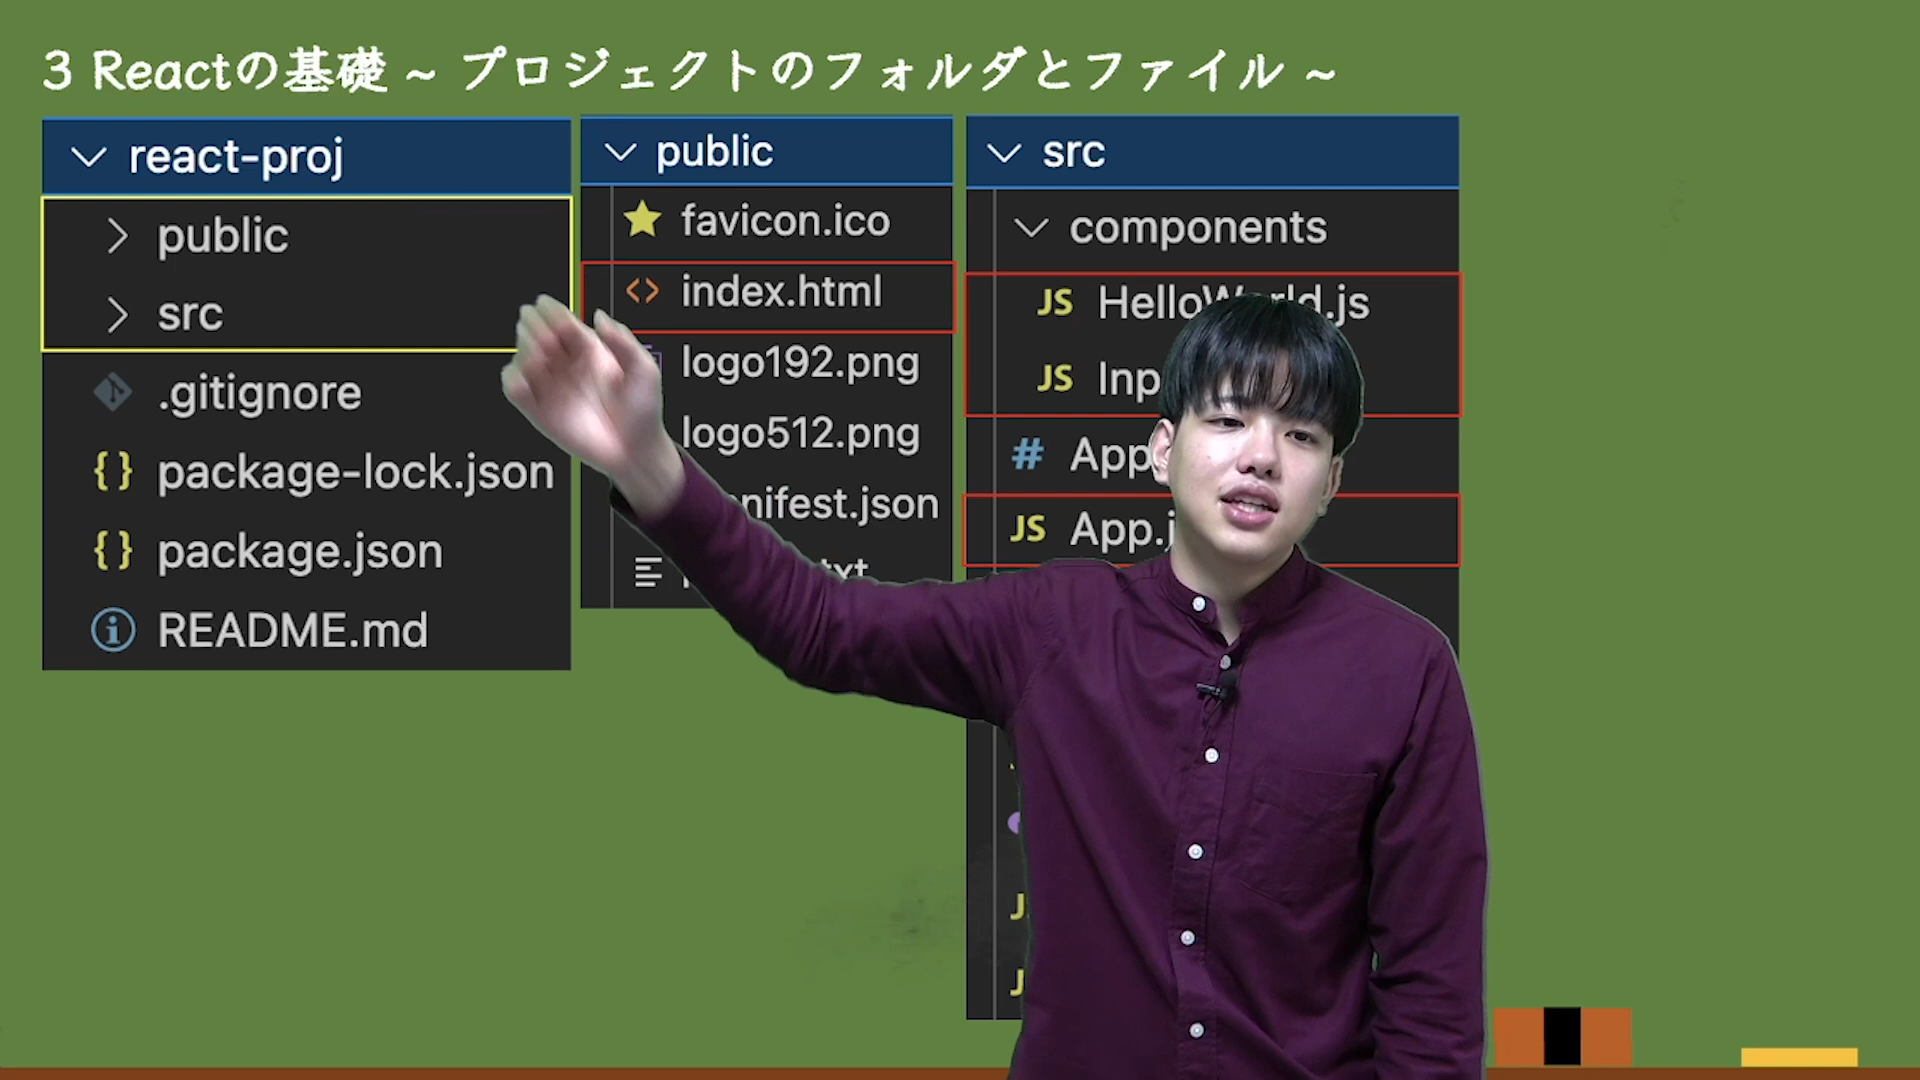 3 Reactの基礎 ~ プロジェクトのフォルダとファイル ~
react-proj
public
src
.gitignore
package-lock.json
package.json
README.md
public
favicon.ico
index.html
logo192.png
logo512.png
src
components
JS
JS
#
JS